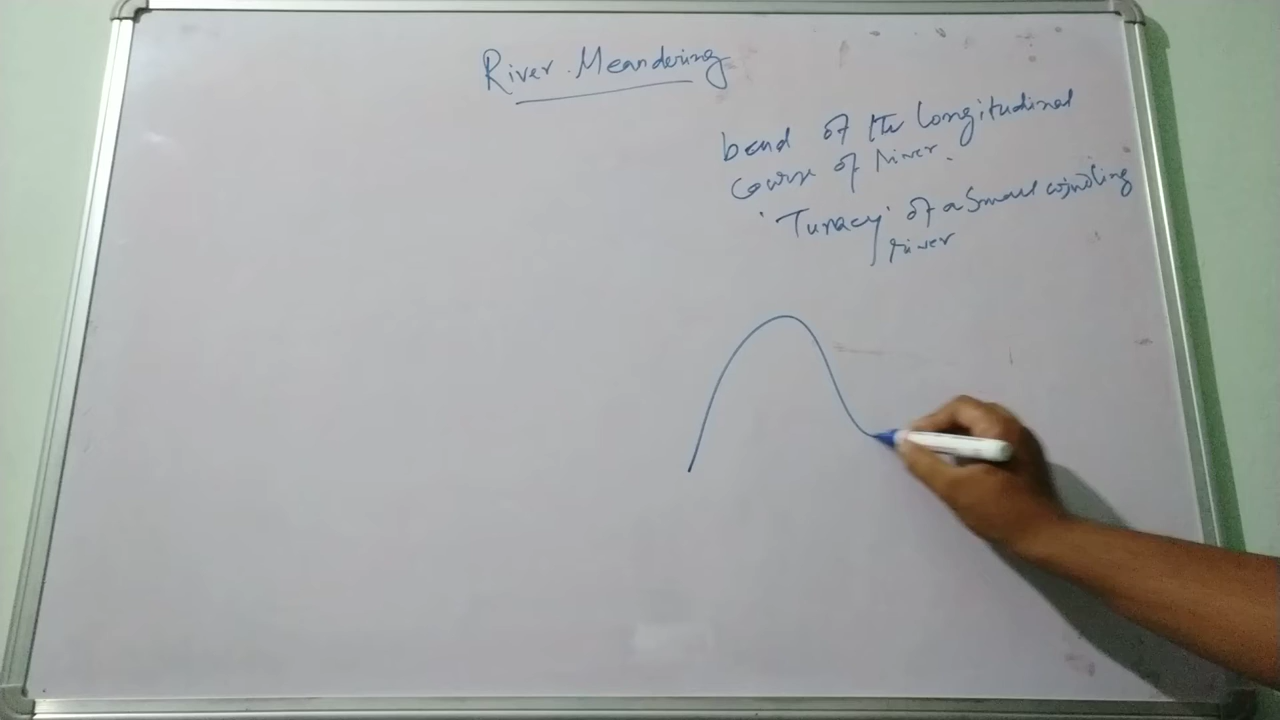 River Meandering
bend of the longitudinal
course of river.
of a small winding
river